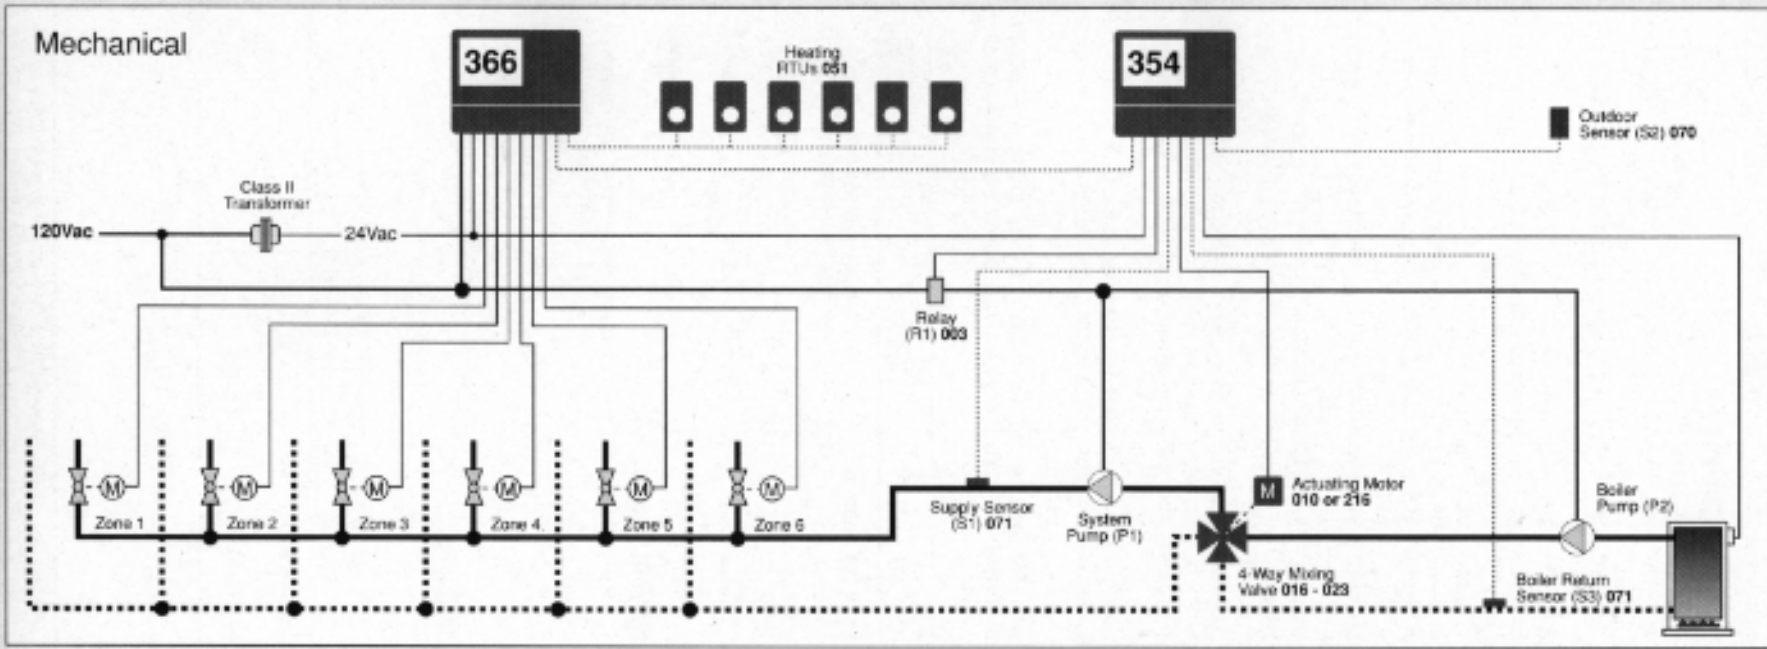 Mechanical
366
Heating
RTUs 051
354
Outdoor
Sensor (S2) 070
Class II
Transformer
120Vac
24Vac
Relay
(R1) 003
M
M
M
M
M
M
Zone 1
Zone 2
Zone 3
Zone 4
Zone 5
Zone 6
Supply Sensor
(S1) 071
System
Pump (P1)
M
Actuating Motor
010 or 216
4-Way Mixing
Valve 016 - 023
Boiler
Pump (P2)
Boiler Return
Sensor (S3) 071